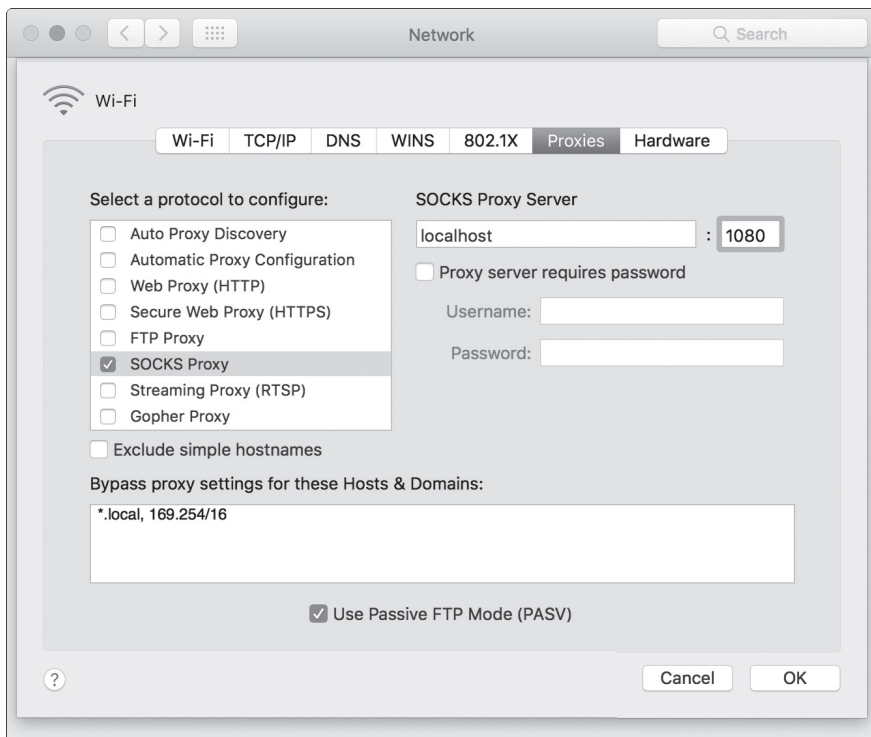 Network
Search
Wi-Fi
Wi-Fi TCP/IP DNS WINS 802.1X Proxies Hardware
Select a protocol to configure:
Auto Proxy Discovery
Automatic Proxy Configuration
Web Proxy (HTTP)
Secure Web Proxy (HTTPS)
FTP Proxy
SOCKS Proxy
Streaming Proxy (RTSP)
Gopher Proxy
Exclude simple hostnames
SOCKS Proxy Server
localhost : 1080
Proxy server requires password
Username:
Password:
Bypass proxy settings for these Hosts & Domains:
*.local, 169.254/16
Use Passive FTP Mode (PASV)
?
Cancel OK